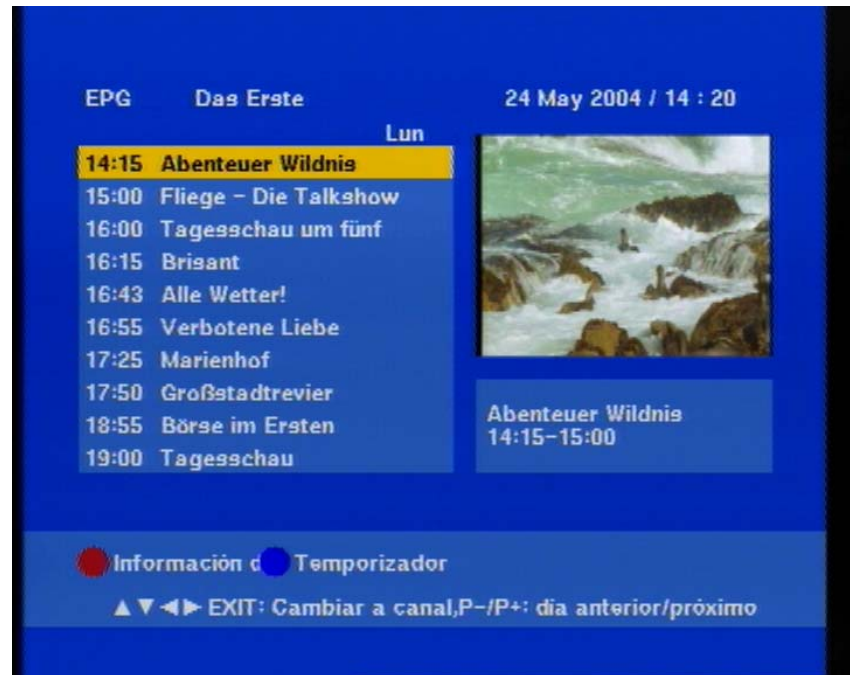 EPG Das Erste 24 May 2004 / 14 : 20
Lun
14:15 Abenteuer Wildnis
15:00 Fliege – Die Talkshow
16:00 Tagesschau um fünf
16:15 Brisant
16:43 Alle Wetter!
16:55 Verbotene Liebe
17:25 Marienhof
17:50 Großstadtrevier
18:55 Börse im Ersten
19:00 Tagesschau
Abenteuer Wildnis
14:15–15:00
Información d Temporizador
▲▼◄► EXIT: Cambiar a canal,P–/P+: día anterior/próximo